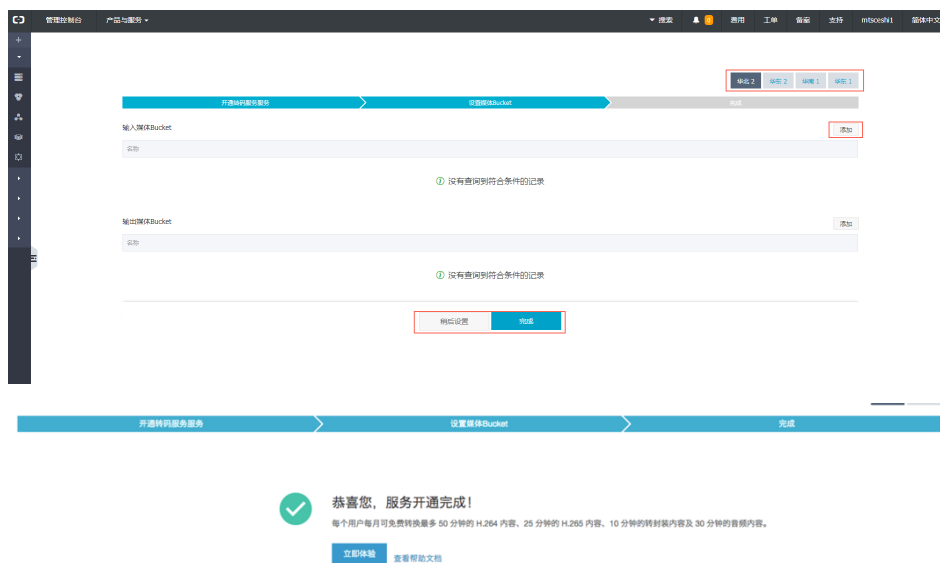 管理控制台 产品与服务 搜索 0 费用 工单 备案 支持 mtsceshi1 简体中文
华北 2 华东 2 华南 1 华东 1
开通转码服务服务 设置媒体Bucket 完成
输入媒体Bucket 添加
名称
没有查询到符合条件的记录
输出媒体Bucket 添加
名称
没有查询到符合条件的记录
稍后设置 完成
开通转码服务服务 设置媒体Bucket 完成
恭喜您，服务开通完成！
每个用户每月可免费转换最多 50 分钟的 H.264 内容、25 分钟的 H.265 内容、10 分钟的转封装内容及 30 分钟的音频内容。
立即体验 查看帮助文档